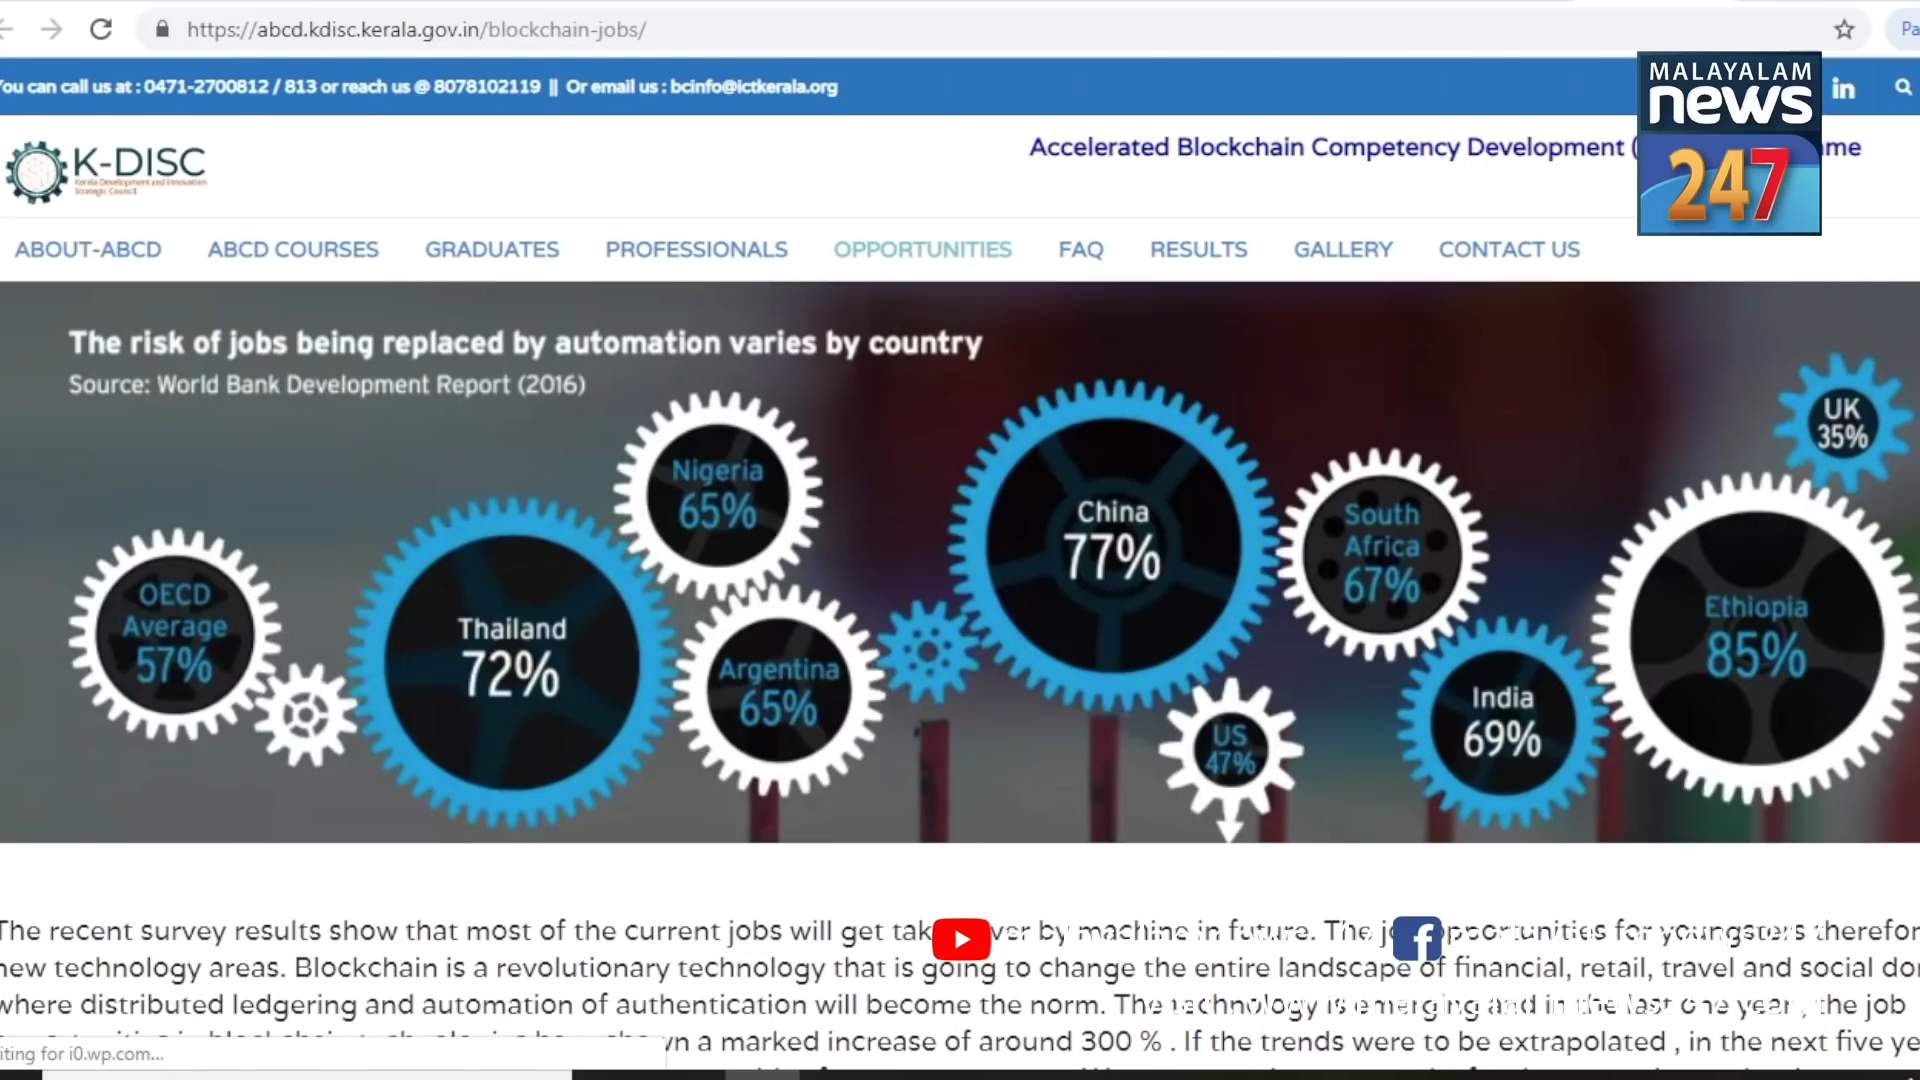 https://abcd.kdisc.kerala.gov.in/blockchain-jobs/
Pa
You can call us at : 0471-2700812 / 813 or reach us @ 8078102119 || Or email us : bcinfo@ictkerala.org
in
MALAYALAM
news
247
K-DISC
Kerala Development and Innovation
Strategic Council
Accelerated Blockchain Competency Development (
ABOUT-ABCD ABCD COURSES GRADUATES PROFESSIONALS OPPORTUNITIES FAQ RESULTS GALLERY CONTACT US
The risk of jobs being replaced by automation varies by country
Source: World Bank Development Report (2016)
OECD
Average
57%
Thailand
72%
Nigeria
65%
Argentina
65%
China
77%
US
47%
South
Africa
67%
India
69%
Ethiopia
85%
UK
35%
The recent survey results show that most of the current jobs will get by machine in future. The for youngsters
new technology areas. Blockchain is a revolutionary technology that is going to change the entire landscape of financial, retail, travel and social
where distributed ledgering and automation of authentication will become the norm. The technology is emerging and in the last one year, the job
a marked increase of around 300 % . If the trends were to be extrapolated , in the next five
iting for i0.wp.com...